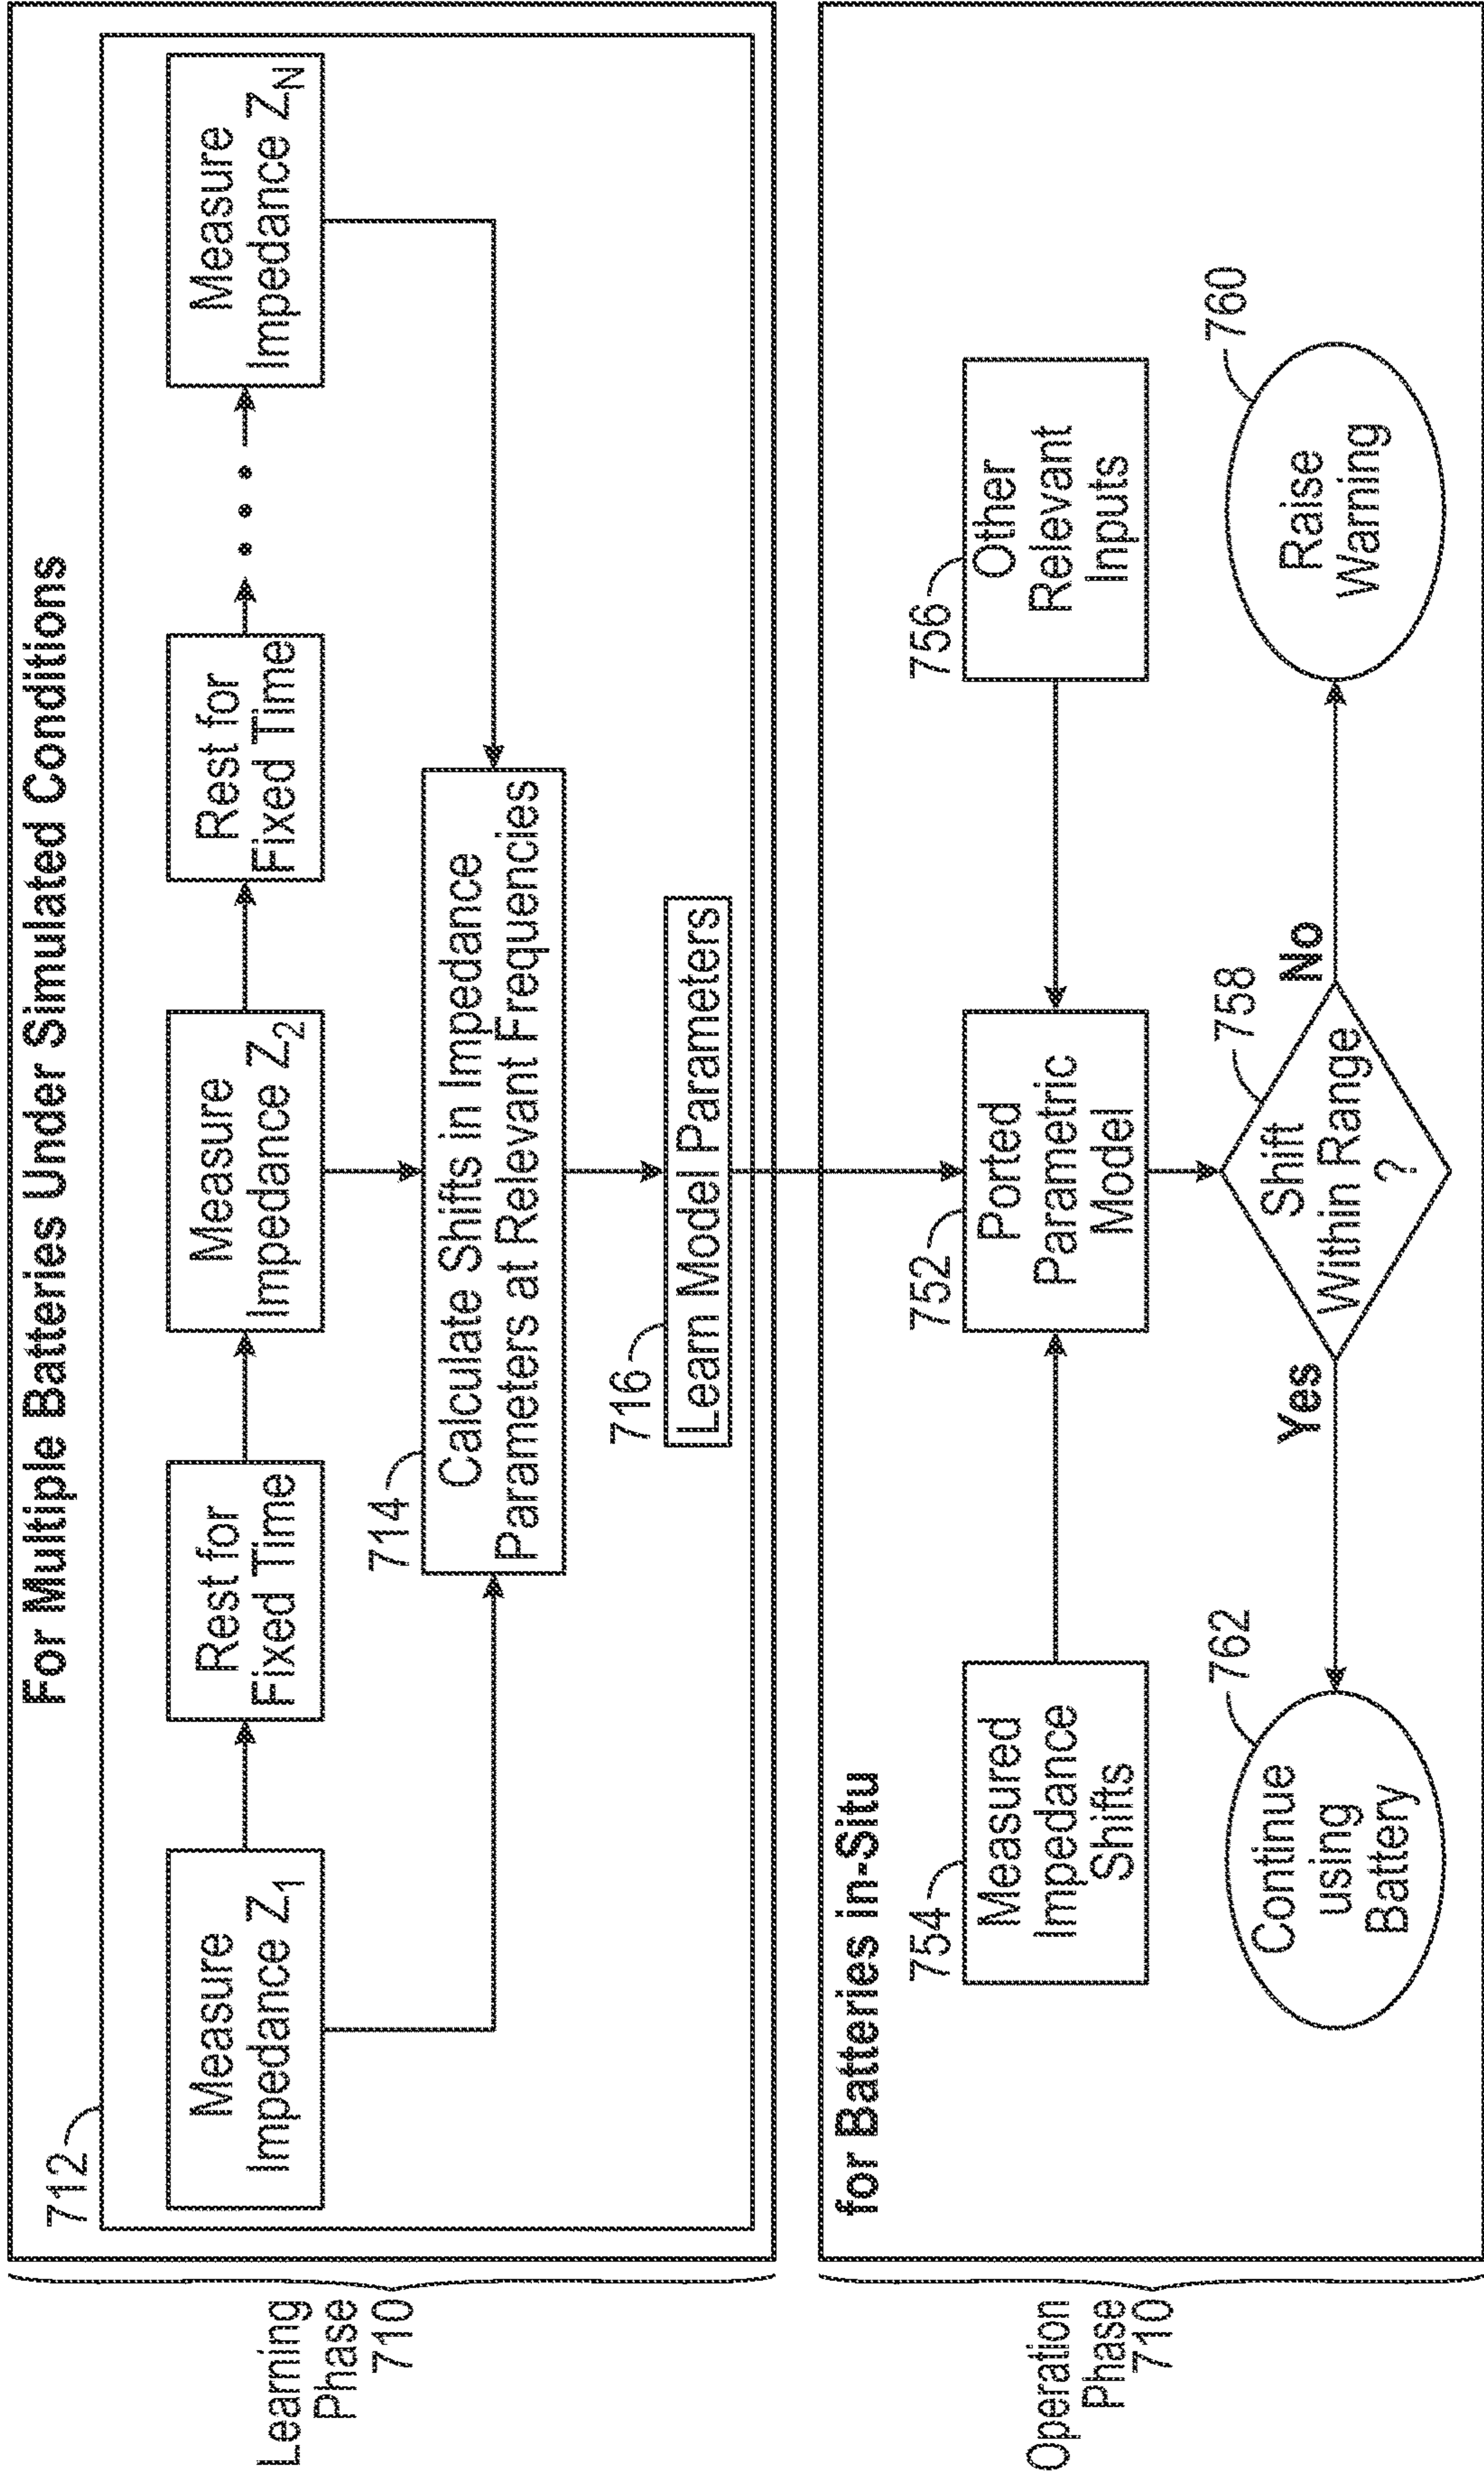 Learning
Phase
710
For Multiple Batteries Under Simulated Conditions
712
Measure
Impedance Z1
Rest for
Fixed Time
Measure
Impedance Z2
Rest for
Fixed Time
Measure
Impedance ZN
714
Calculate Shifts in Impedance
Parameters at Relevant Frequencies
716
Learn Model Parameters
Operation
Phase
710
for Batteries in-Situ
754
Measured
Impedance
Shifts
752
Ported
Parametric
Model
756
Other
Relevant
Inputs
758
Shift
Within Range
?
Yes
No
762
Continue
using
Battery
760
Raise
Warning